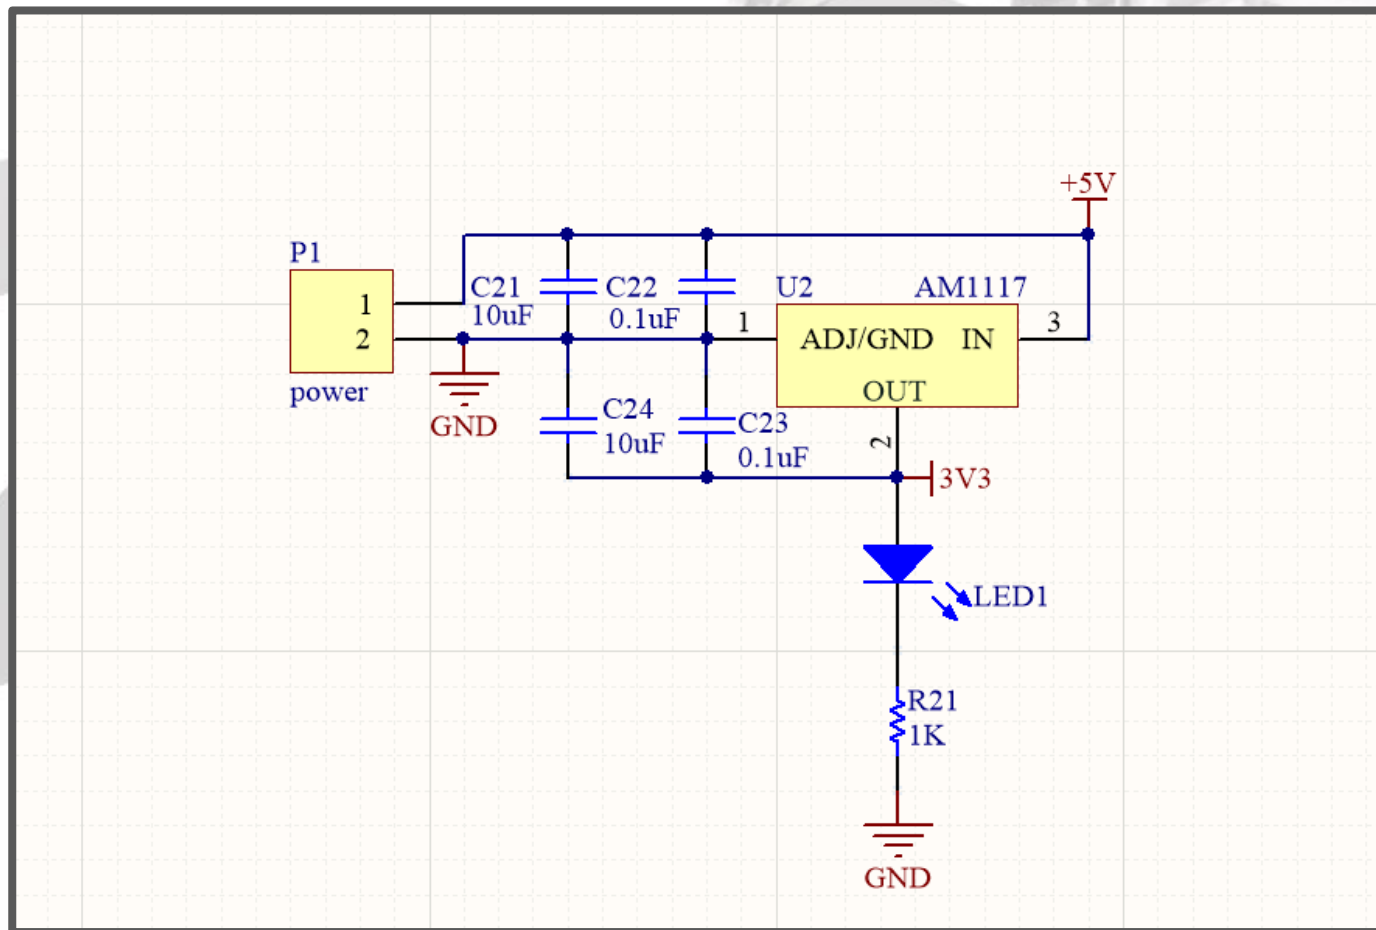 +5V
P1
1
2
power
GND
C21
10uF
C22
0.1uF
U2
AM1117
1
ADJ/GND
IN
3
OUT
2
C24
10uF
C23
0.1uF
3V3
LED1
R21
1K
GND